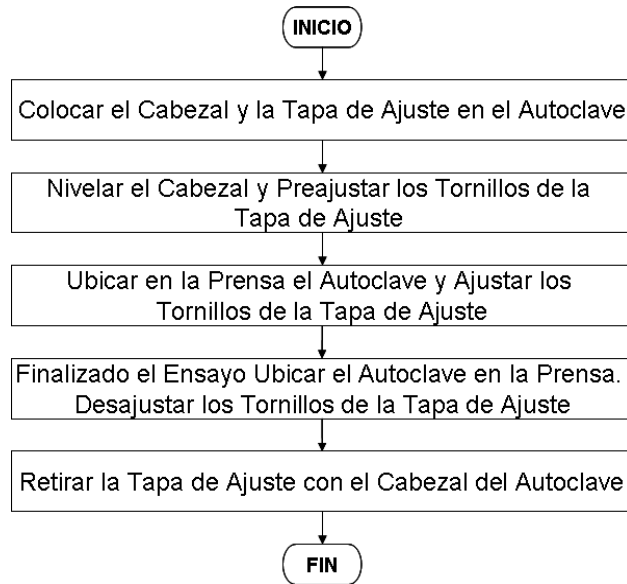 INICIO
Colocar el Cabezal y la Tapa de Ajuste en el Autoclave
Nivelar el Cabezal y Preajustar los Tornillos de la
Tapa de Ajuste
Ubicar en la Prensa el Autoclave y Ajustar los
Tornillos de la Tapa de Ajuste
Finalizado el Ensayo Ubicar el Autoclave en la Prensa.
Desajustar los Tornillos de la Tapa de Ajuste
Retirar la Tapa de Ajuste con el Cabezal del Autoclave
FIN